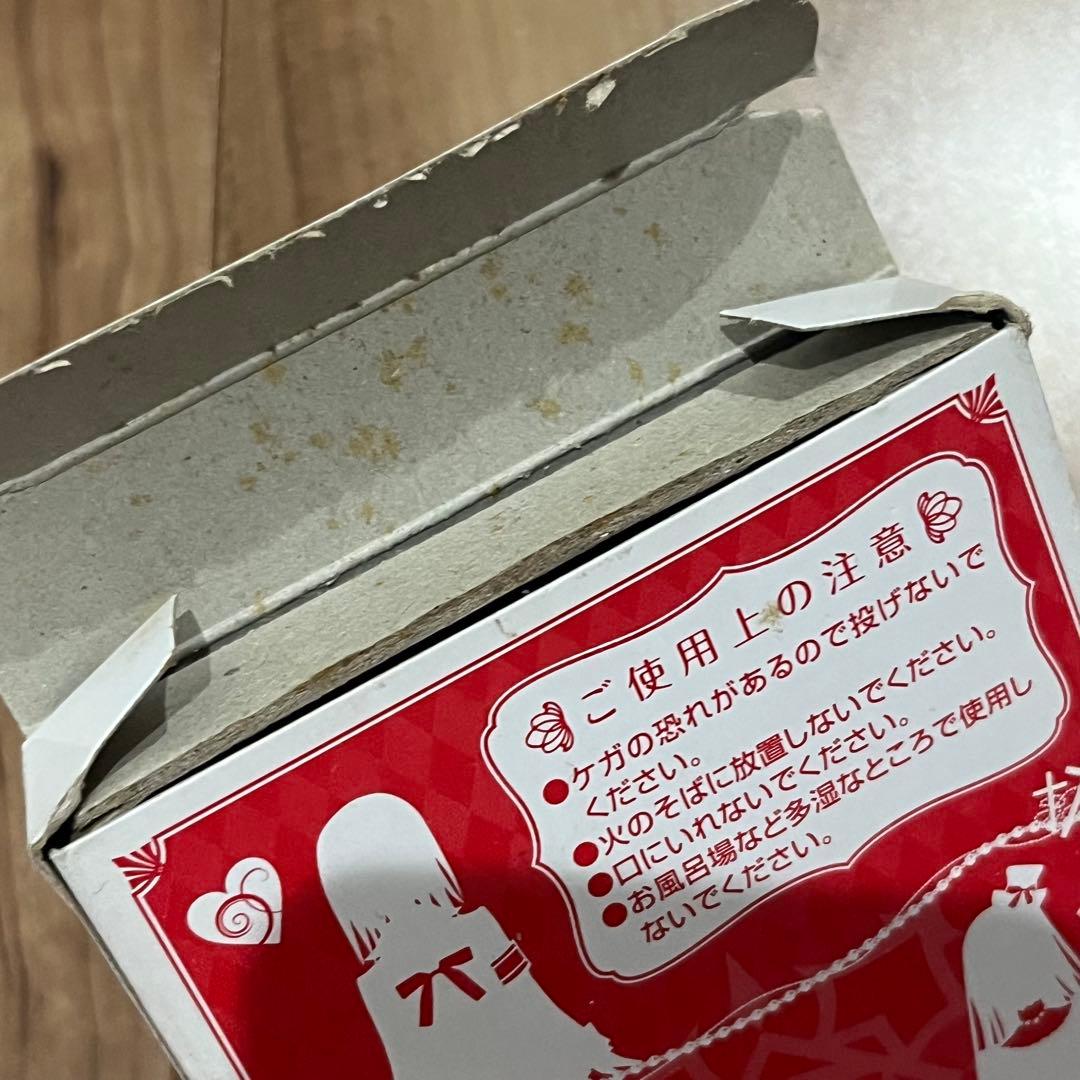 ご使用上の注意
●ケガの恐れがあるので投げないで
ください。
●火のそばに放置しないでください。
●口にいれないでください。
●お風呂場など多湿なところで使用し
ないでください。